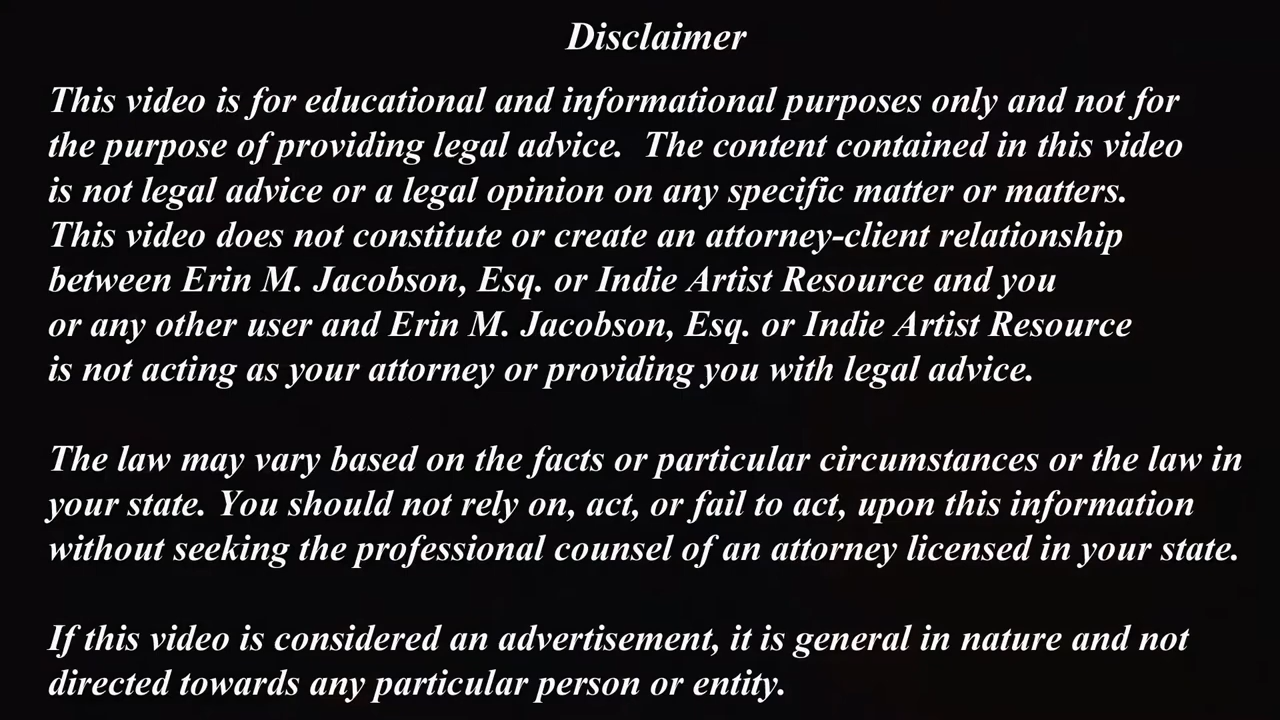 Disclaimer
This video is for educational and informational purposes only and not for
the purpose of providing legal advice.  The content contained in this video
is not legal advice or a legal opinion on any specific matter or matters.
This video does not constitute or create an attorney-client relationship
between Erin M. Jacobson, Esq. or Indie Artist Resource and you
or any other user and Erin M. Jacobson, Esq. or Indie Artist Resource
is not acting as your attorney or providing you with legal advice.
The law may vary based on the facts or particular circumstances or the law in
your state. You should not rely on, act, or fail to act, upon this information
without seeking the professional counsel of an attorney licensed in your state.
If this video is considered an advertisement, it is general in nature and not
directed towards any particular person or entity.